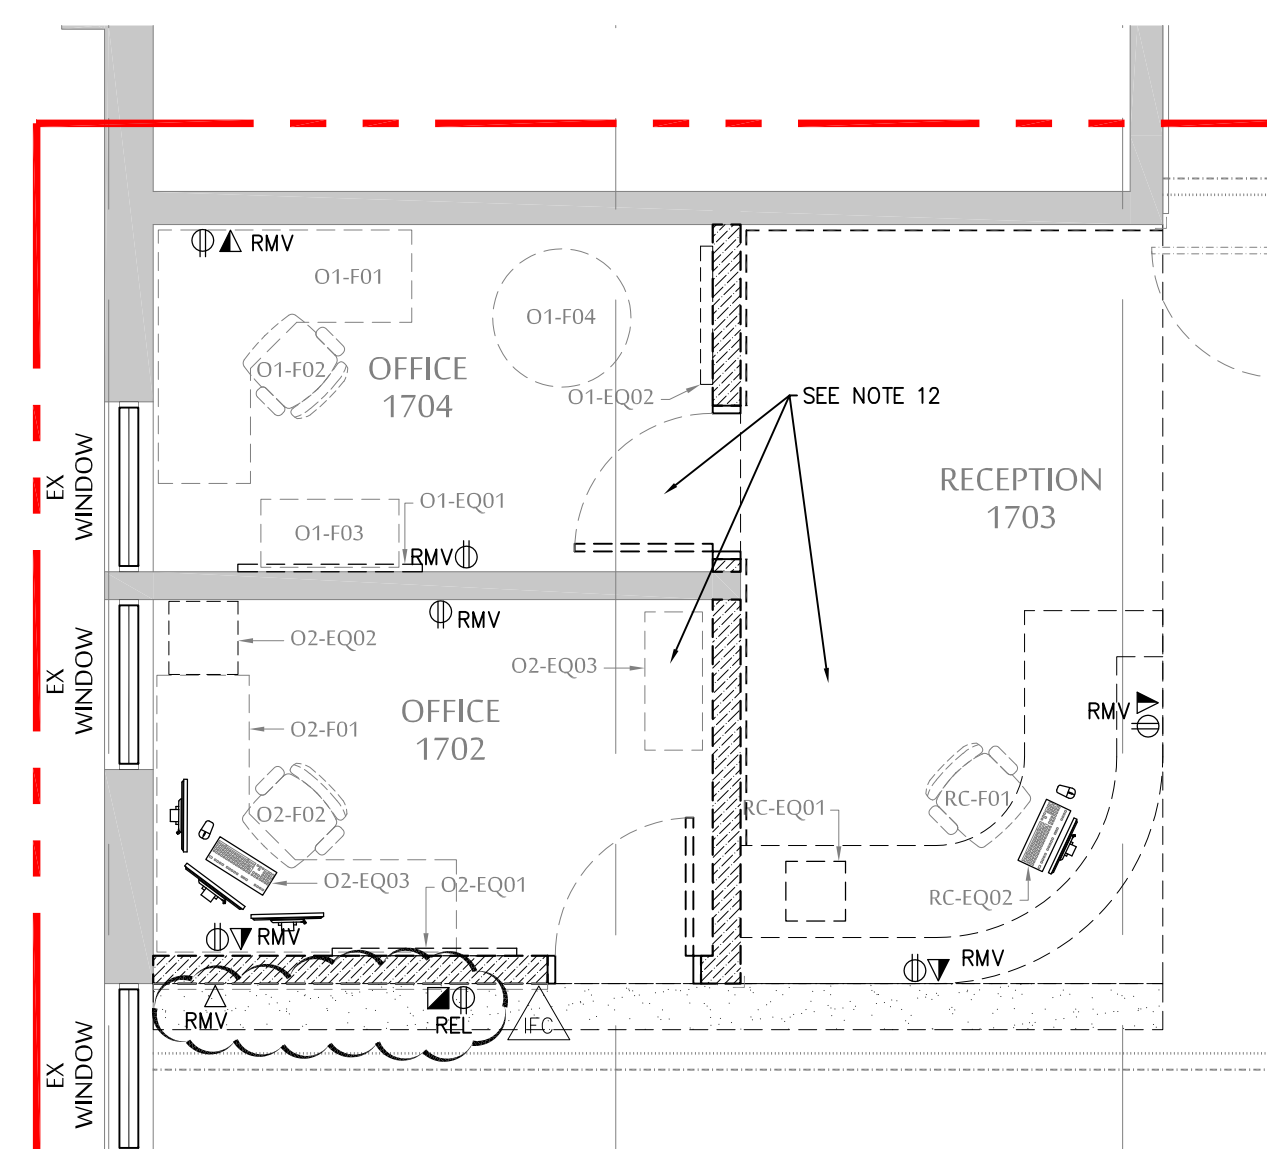 RMV
O1-F01
O1-F04
O1-F02
OFFICE
1704
O1-EQ02
SEE NOTE 12
EX
WINDOW
RECEPTION
1703
O1-EQ01
O1-F03
RMV
RMV
O2-EQ02
O2-EQ03
EX
WINDOW
OFFICE
1702
O2-F01
RMV
RC-EQ01
RC-F01
O2-F02
O2-EQ03
O2-EQ01
RC-EQ02
RMV
RMV
RMV
REL
IFC
EX
WINDOW